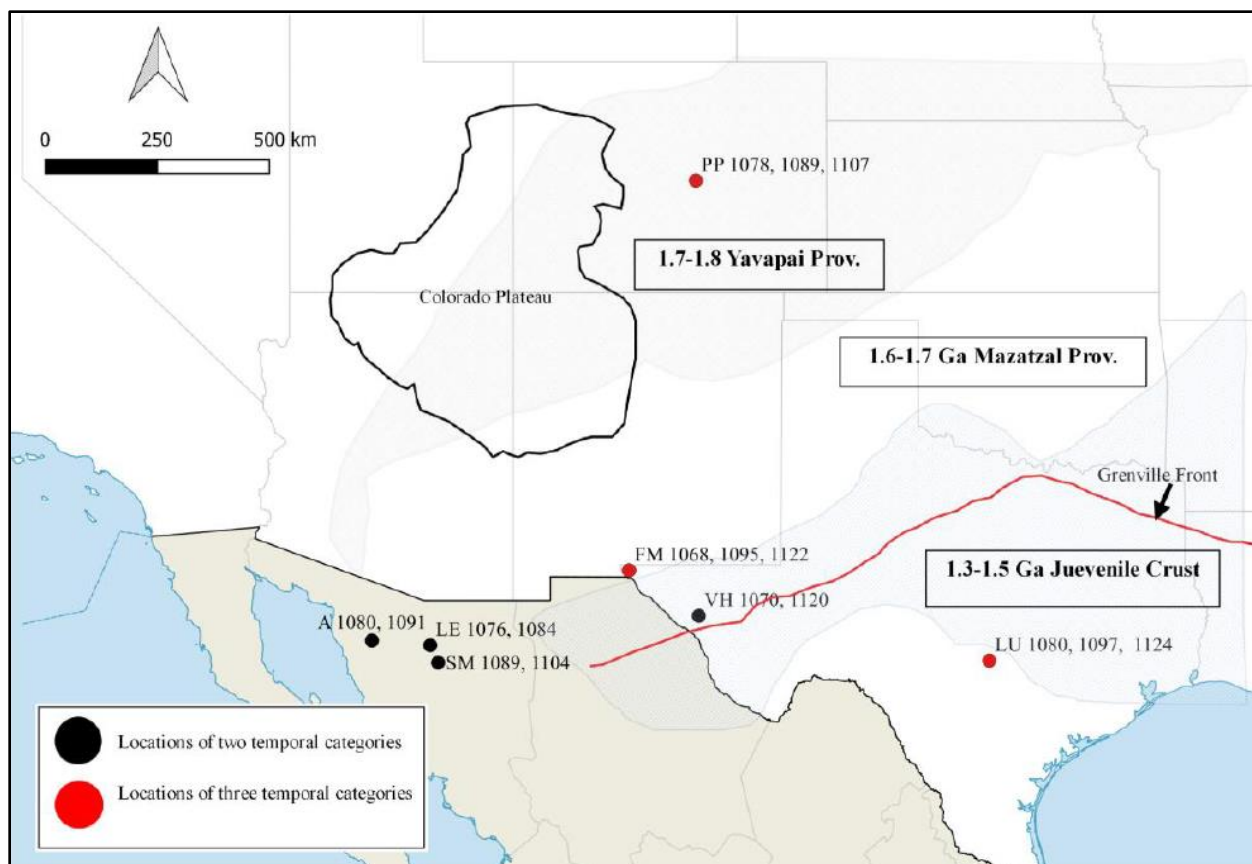 0 250 500 km
PP 1078, 1089, 1107
1.7-1.8 Yavapai Prov.
Colorado Plateau
1.6-1.7 Ga Mazatzal Prov.
Grenville Front
FM 1068, 1095, 1122
1.3-1.5 Ga Juevenile Crust
VH 1070, 1120
A 1080, 1091
LE 1076, 1084
SM 1089, 1104
LU 1080, 1097, 1124
Locations of two temporal categories
Locations of three temporal categories